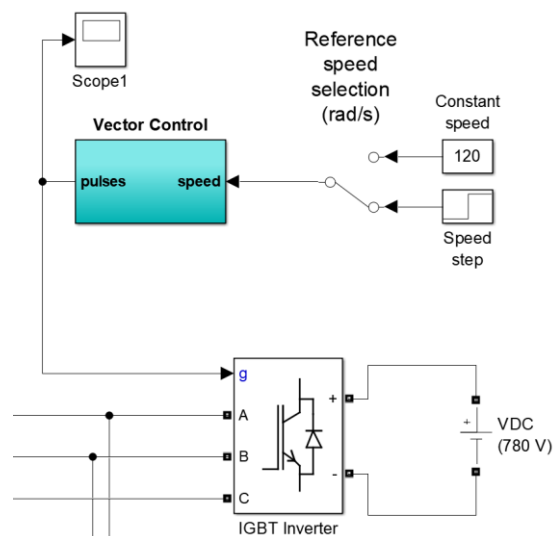 Reference
speed
selection
(rad/s)
Scope1
Constant
speed
Vector Control
120
pulses
speed
Speed
step
g
A
+
B
-
C
+
VDC
(780 V)
IGBT Inverter